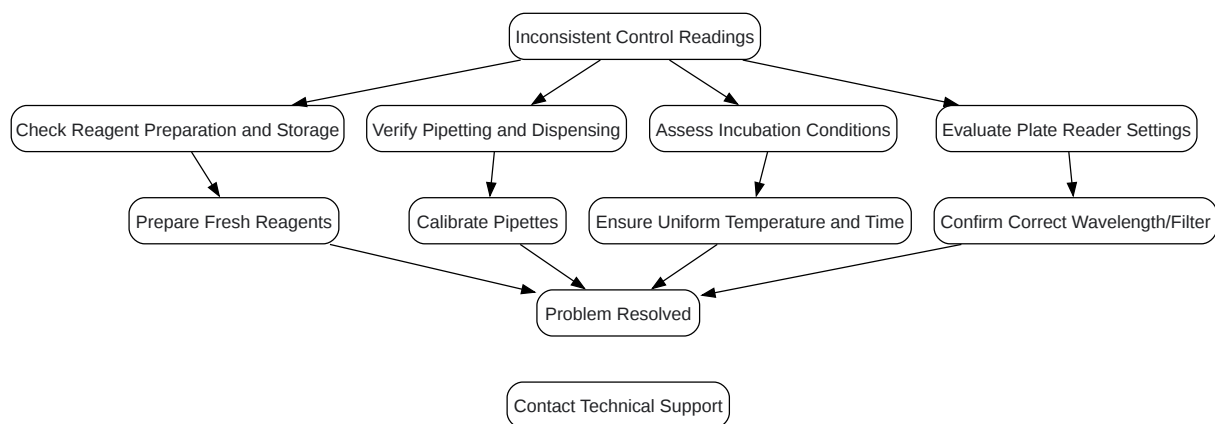 Inconsistent Control Readings
Check Reagent Preparation and Storage
Verify Pipetting and Dispensing
Assess Incubation Conditions
Evaluate Plate Reader Settings
Prepare Fresh Reagents
Calibrate Pipettes
Ensure Uniform Temperature and Time
Confirm Correct Wavelength/Filter
Problem Resolved
Contact Technical Support